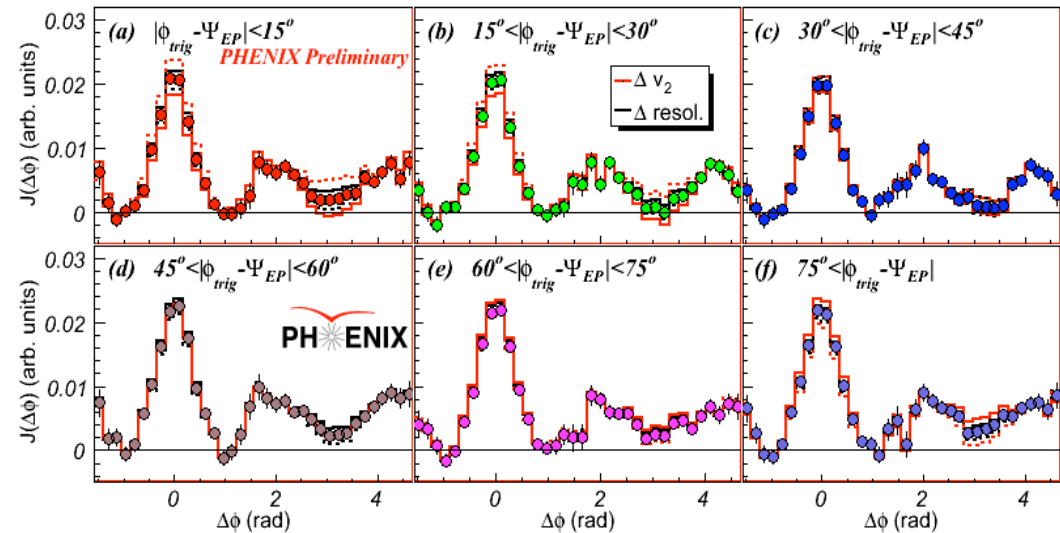 (a) |ϕtrig-ΨEP|<15°
PHENIX Preliminary
(b) 15°<|ϕtrig-ΨEP|<30°
Δ v2
Δ resol.
(c) 30°<|ϕtrig-ΨEP|<45°
J(Δϕ) (arb. units)
0.03
0.02
0.01
0
(d) 45°<|ϕtrig-ΨEP|<60°
PHENIX
(e) 60°<|ϕtrig-ΨEP|<75°
(f) 75°<|ϕtrig-ΨEP|
J(Δϕ) (arb. units)
0.03
0.02
0.01
0
0 2 4
0 2 4
0 2 4
Δϕ (rad)
Δϕ (rad)
Δϕ (rad)